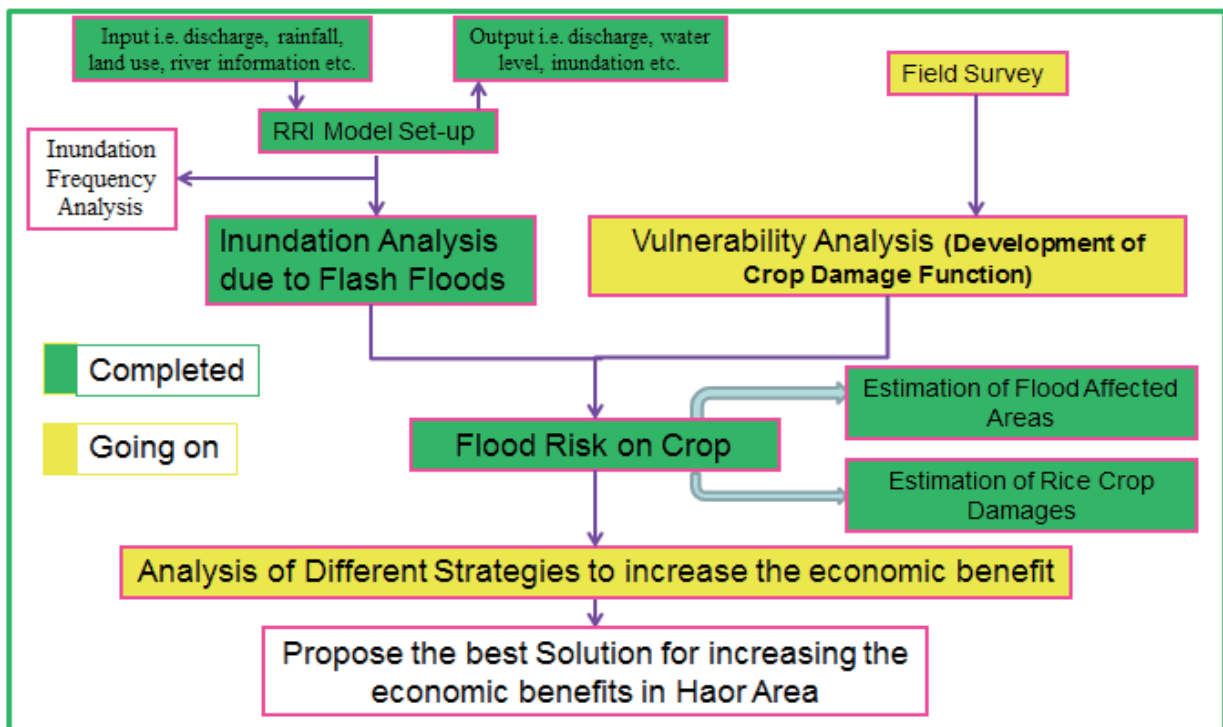 Input i.e. discharge, rainfall,
land use, river information etc.
Output i.e. discharge, water
level, inundation etc.
Field Survey
RRI Model Set-up
Inundation
Frequency
Analysis
Inundation Analysis
due to Flash Floods
Vulnerability Analysis (Development of
Crop Damage Function)
Completed
Going on
Flood Risk on Crop
Estimation of Flood Affected
Areas
Estimation of Rice Crop
Damages
Analysis of Different Strategies to increase the economic benefit
Propose the best Solution for increasing the
economic benefits in Haor Area